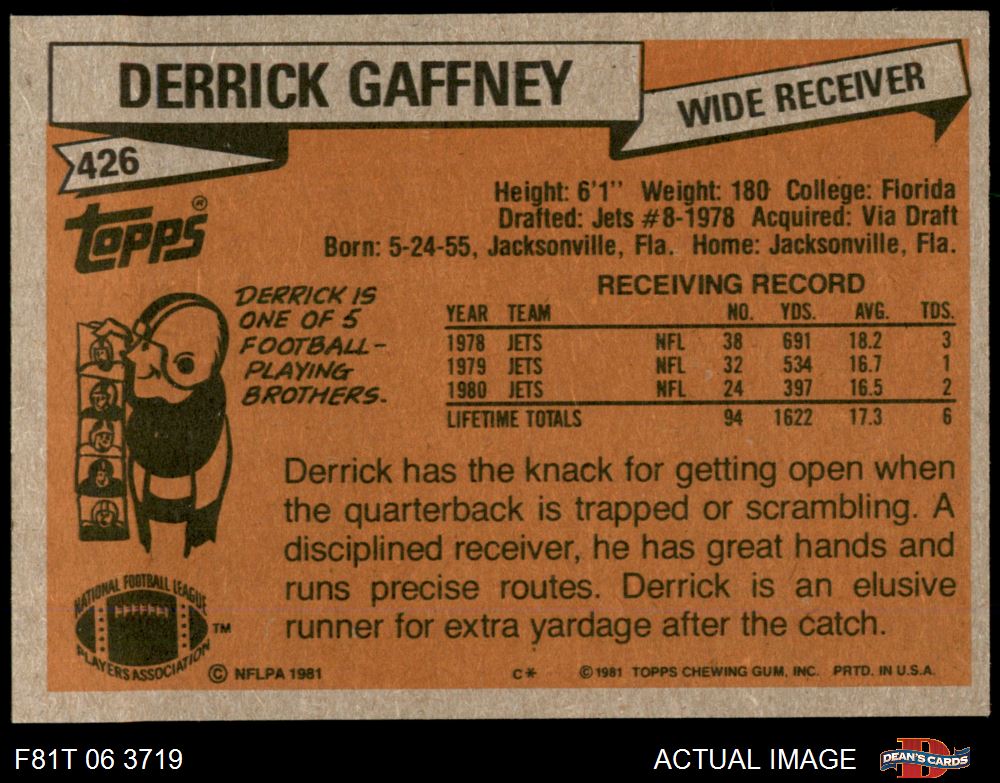 DERRICK GAFFNEY
WIDE RECEIVER
426
TOPPS®
Height: 6'1" Weight: 180 College: Florida
Drafted: Jets #8-1978 Acquired: Via Draft
Born: 5-24-55, Jacksonville, Fla. Home: Jacksonville, Fla.
DERRICK IS
ONE OF 5
FOOTBALL-
PLAYING
BROTHERS.
RECEIVING RECORD
YEAR TEAM NO. YDS. AVG. TDS.
1978 JETS NFL 38 691 18.2 3
1979 JETS NFL 32 534 16.7 1
1980 JETS NFL 24 397 16.5 2
LIFETIME TOTALS 94 1622 17.3 6
Derrick has the knack for getting open when
the quarterback is trapped or scrambling. A
disciplined receiver, he has great hands and
runs precise routes. Derrick is an elusive
runner for extra yardage after the catch.
NATIONAL FOOTBALL LEAGUE
PLAYERS ASSOCIATION
TM
© NFLPA 1981 C* © 1981 TOPPS CHEWING GUM, INC. PRTD. IN U.S.A.
F81T 06 3719 ACTUAL IMAGE
D
DEAN'S CARDS